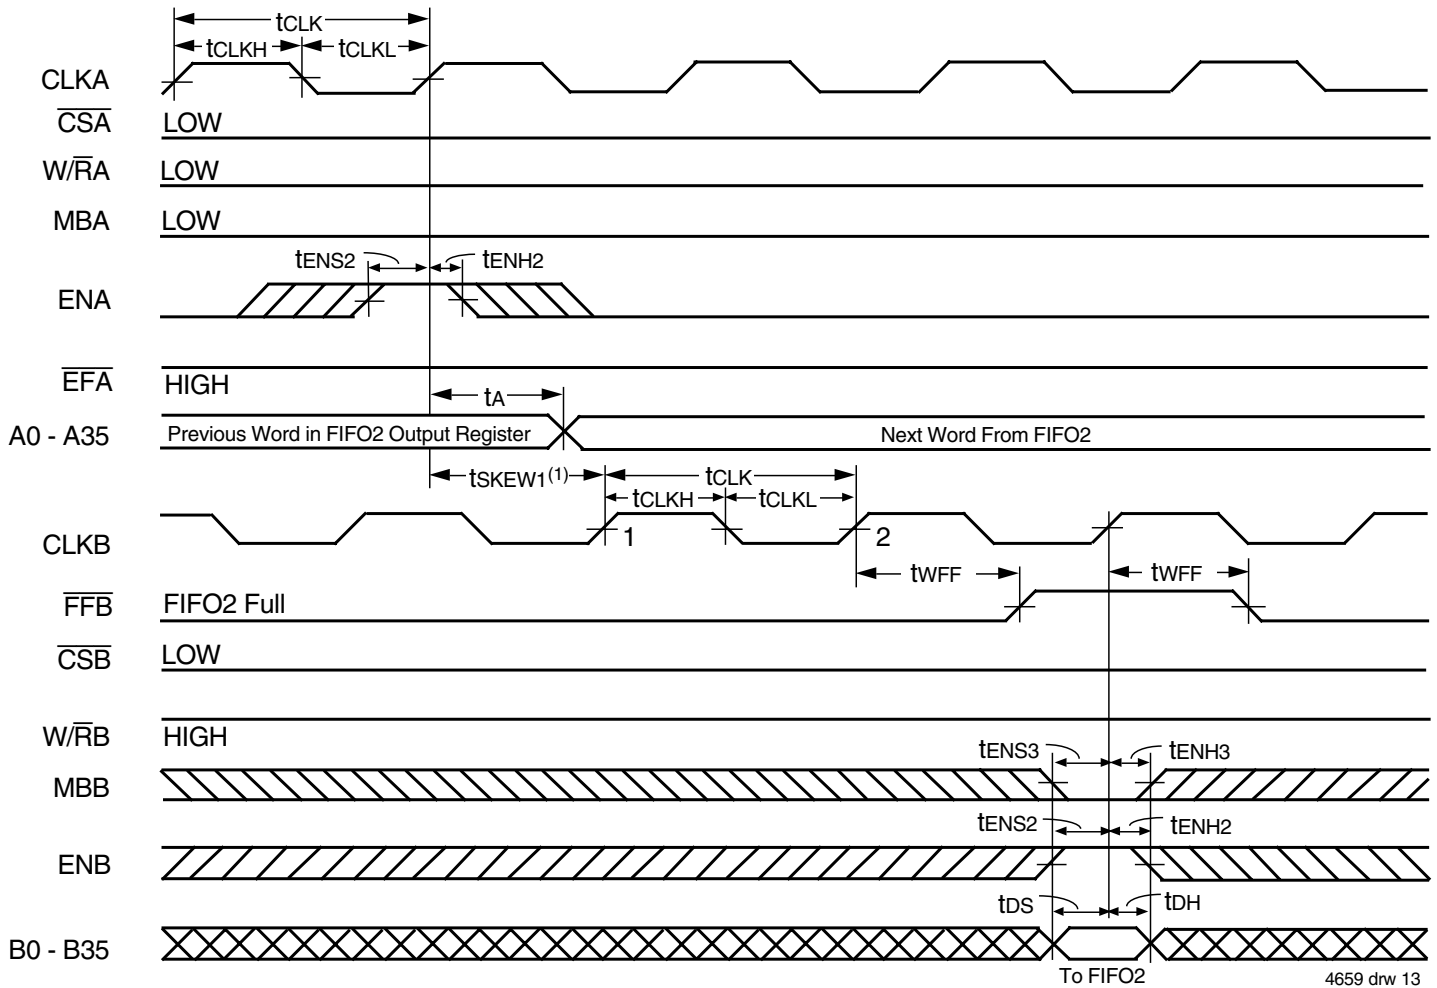 tCLK
tCLKH
tCLKL
CLKA
CSA
LOW
W/RA
LOW
MBA
LOW
tENS2
tENH2
ENA
EFA
HIGH
tA
A0 - A35
Previous Word in FIFO2 Output Register
Next Word From FIFO2
tSKEW1(1)
tCLK
tCLKH
tCLKL
CLKB
1
2
tWFF
tWFF
FFB
FIFO2 Full
CSB
LOW
W/RB
HIGH
tENS3
tENH3
MBB
tENS2
tENH2
ENB
tDS
tDH
B0 - B35
To FIFO2
4659 drw 13